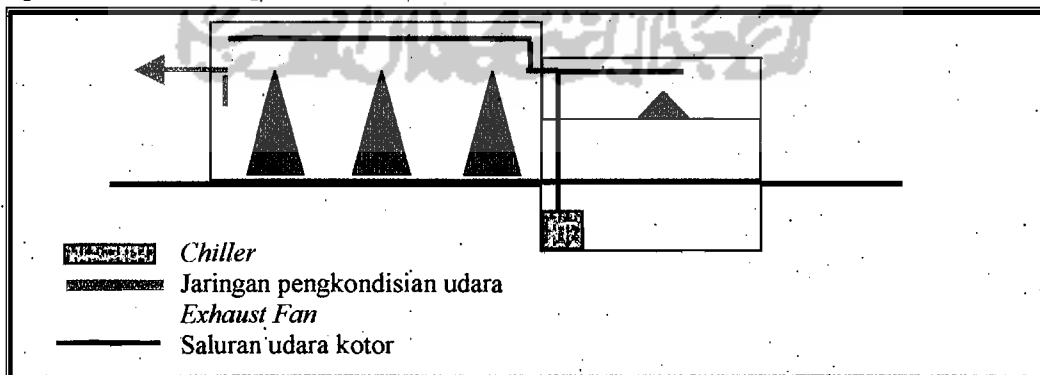 Chiller
Jaringan pengkondisian udara
Exhaust Fan
Saluran udara kotor